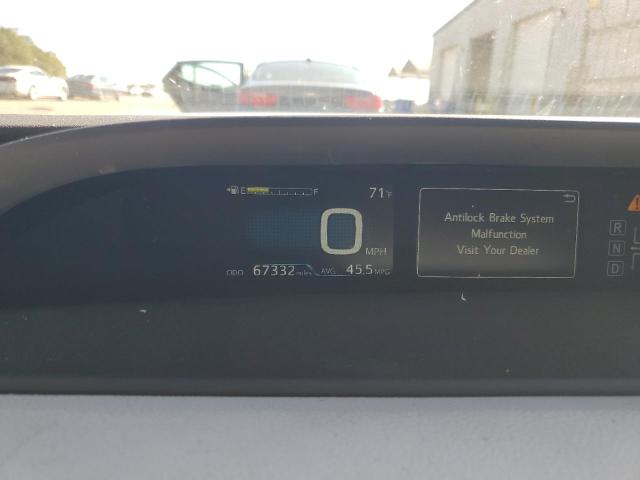 E F 71°F
0 MPH
ODO 67332 miles AVG. 45.5 MPG
Antilock Brake System
Malfunction
Visit Your Dealer
R
N
D